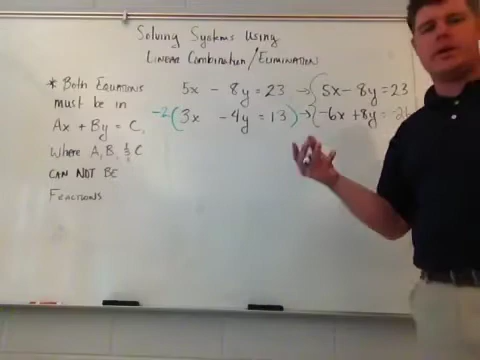 Solving Systems Using
Linear Combination/Elimination
* Both Equations
must be in
Ax + By = C,
where A, B, & C
CAN NOT BE
Fractions
5x - 8y = 23 → { 5x - 8y = 23
-2(3x - 4y = 13) → { -6x + 8y = -26